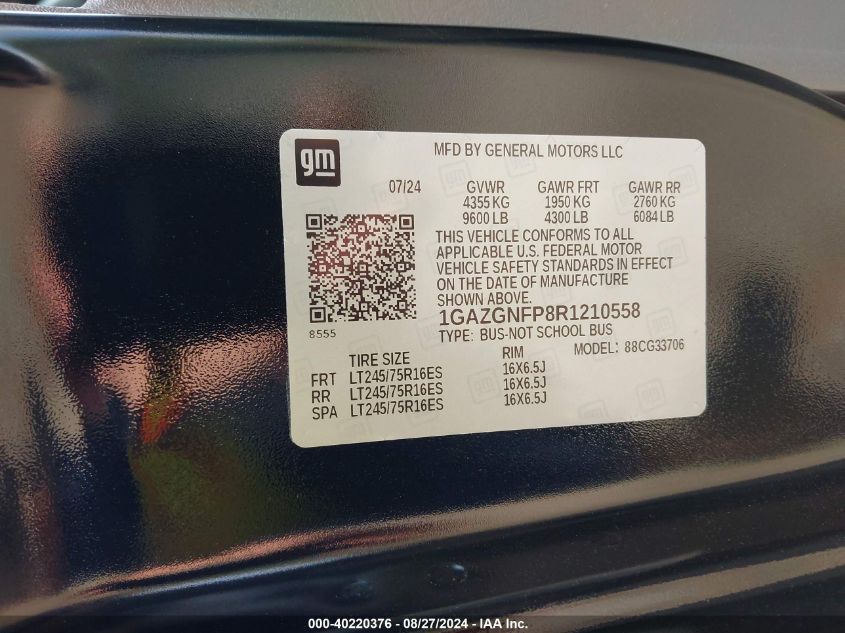 gm
MFD BY GENERAL MOTORS LLC
07/24 GVWR GAWR FRT GAWR RR
4355 KG 1950 KG 2760 KG
9600 LB 4300 LB 6084 LB
THIS VEHICLE CONFORMS TO ALL
APPLICABLE U.S. FEDERAL MOTOR
VEHICLE SAFETY STANDARDS IN EFFECT
ON THE DATE OF MANUFACTURE
SHOWN ABOVE.
1GAZGNFP8R1210558
8555
TYPE: BUS-NOT SCHOOL BUS
MODEL: 88CG33706
TIRE SIZE RIM
FRT LT245/75R16ES 16X6.5J
RR LT245/75R16ES 16X6.5J
SPA LT245/75R16ES 16X6.5J
000-40220376 - 08/27/2024 - IAA Inc.